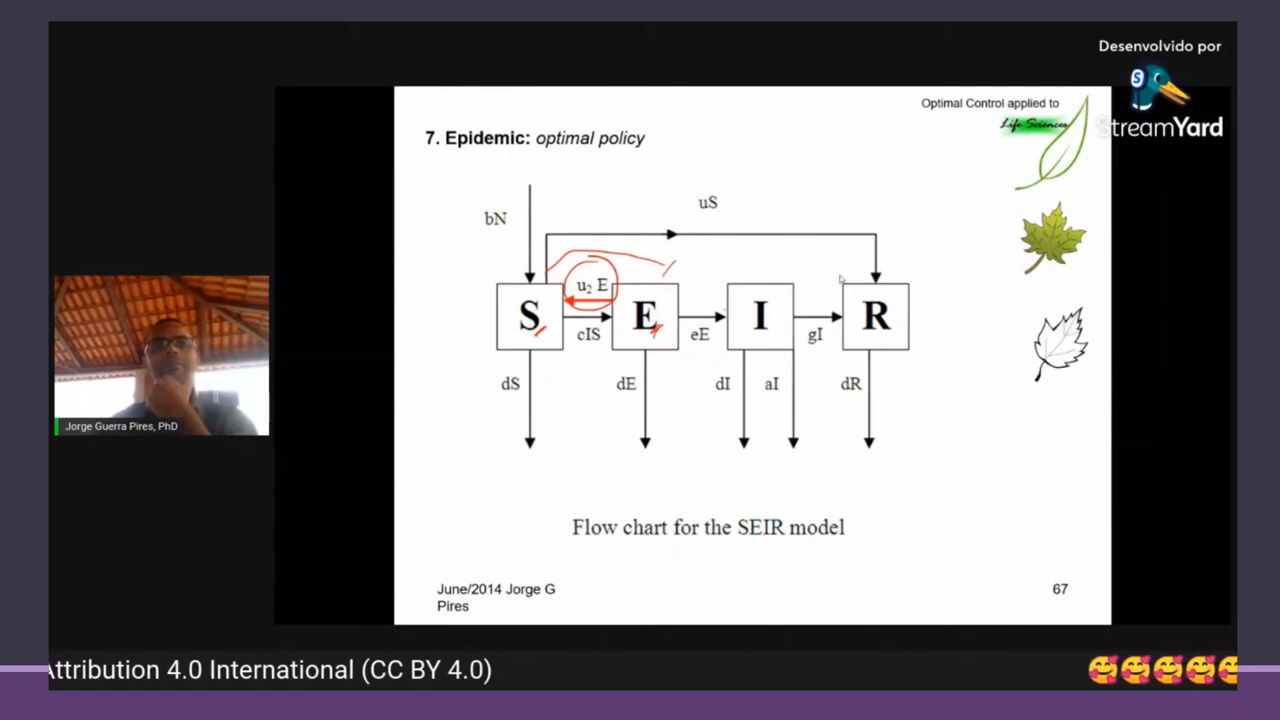 Desenvolvido por
StreamYard
Optimal Control applied to
Life Sciences
7. Epidemic: optimal policy
uS
bN
u₂ E
S
E
I
R
cIS
eE
gI
dS
dE
dI
aI
dR
Jorge Guerra Pires, PhD
Flow chart for the SEIR model
June/2014 Jorge G
Pires
67
Attribution 4.0 International (CC BY 4.0)